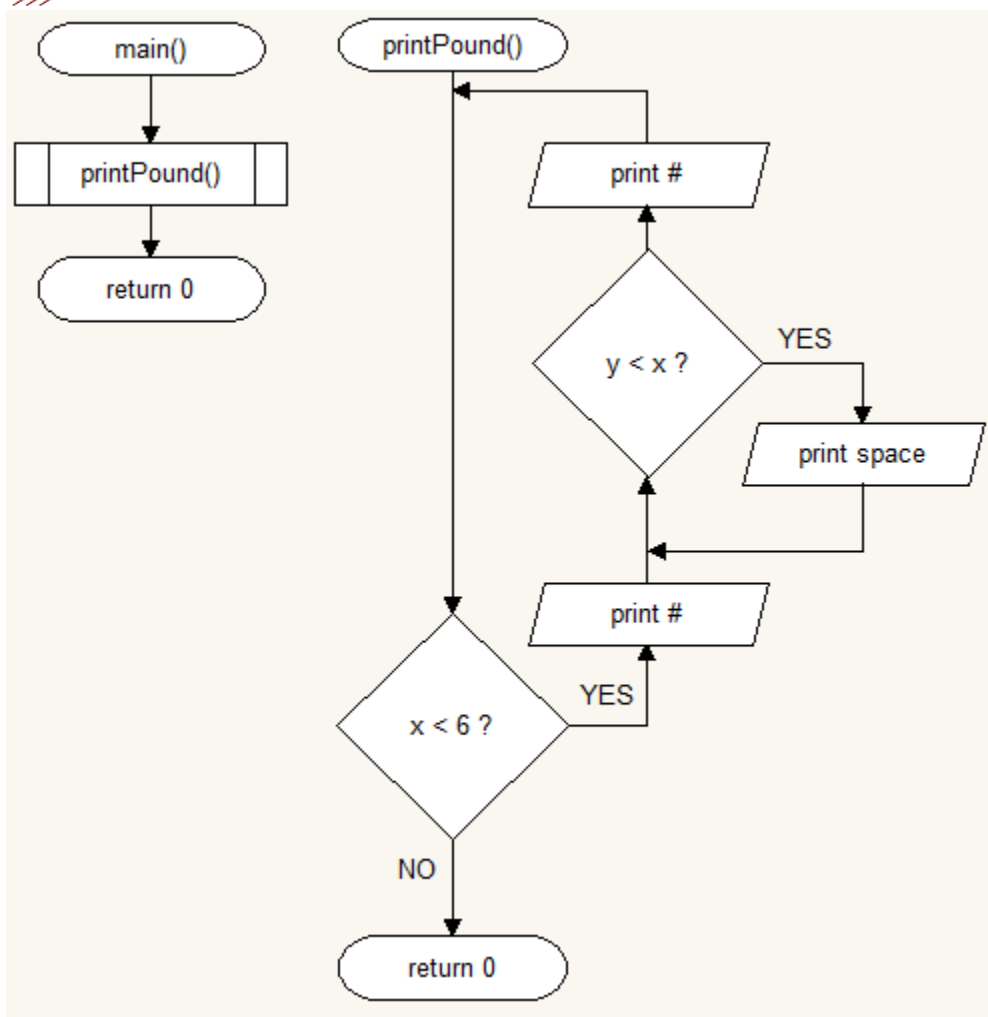 main()
printPound()
return 0
printPound()
print #
y < x ?
YES
print space
print #
YES
x < 6 ?
NO
return 0